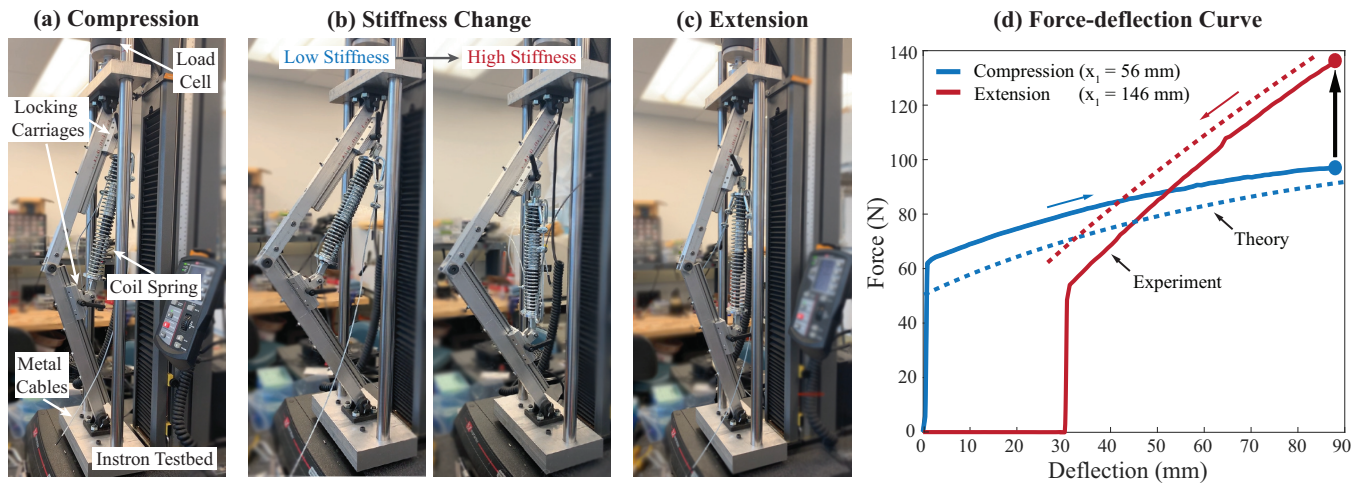 (a) Compression
Load
Cell
Locking
Carriages
Coil Spring
Metal
Cables
Instron Testbed
(b) Stiffness Change
Low Stiffness
High Stiffness
(c) Extension
(d) Force-deflection Curve
Force (N)
140
120
100
80
60
40
20
0
Compression (x₁ = 56 mm)
Extension (x₁ = 146 mm)
Theory
Experiment
0 10 20 30 40 50 60 70 80 90
Deflection (mm)